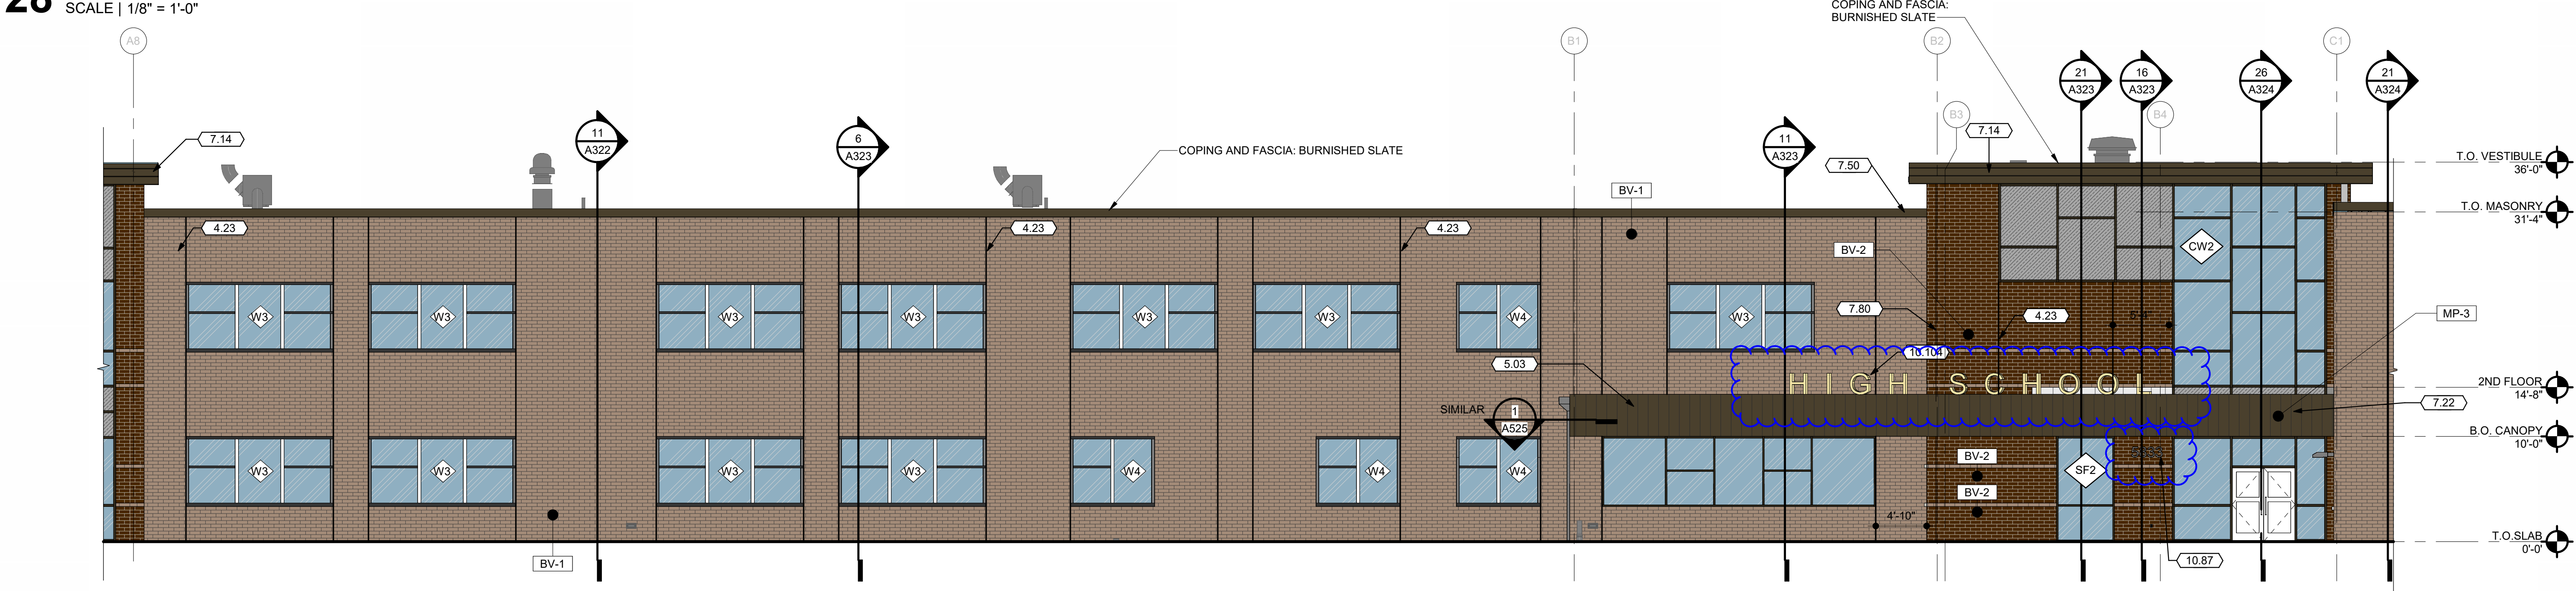 28
SCALE | 1/8" = 1'-0"
COPING AND FASCIA:
BURNISHED SLATE
A8
B1
B2
C1
21
A323
16
A323
26
A324
21
A324
B3
B4
7.14
11
A322
6
A323
COPING AND FASCIA: BURNISHED SLATE
11
A323
7.14
7.50
T.O. VESTIBULE
36'-0"
BV-1
T.O. MASONRY
31'-4"
4.23
4.23
4.23
BV-2
CW2
W3
W3
W3
W3
W3
W3
W4
W3
7.80
4.23
MP-3
10.104
5.03
HIGH SCHOOL
2ND FLOOR
14'-8"
7.22
SIMILAR
1
A525
B.O. CANOPY
10'-0"
W3
W3
W3
W3
W4
W4
W4
BV-2
SF2
BV-2
4'-10"
T.O.SLAB
0'-0'
BV-1
10.87